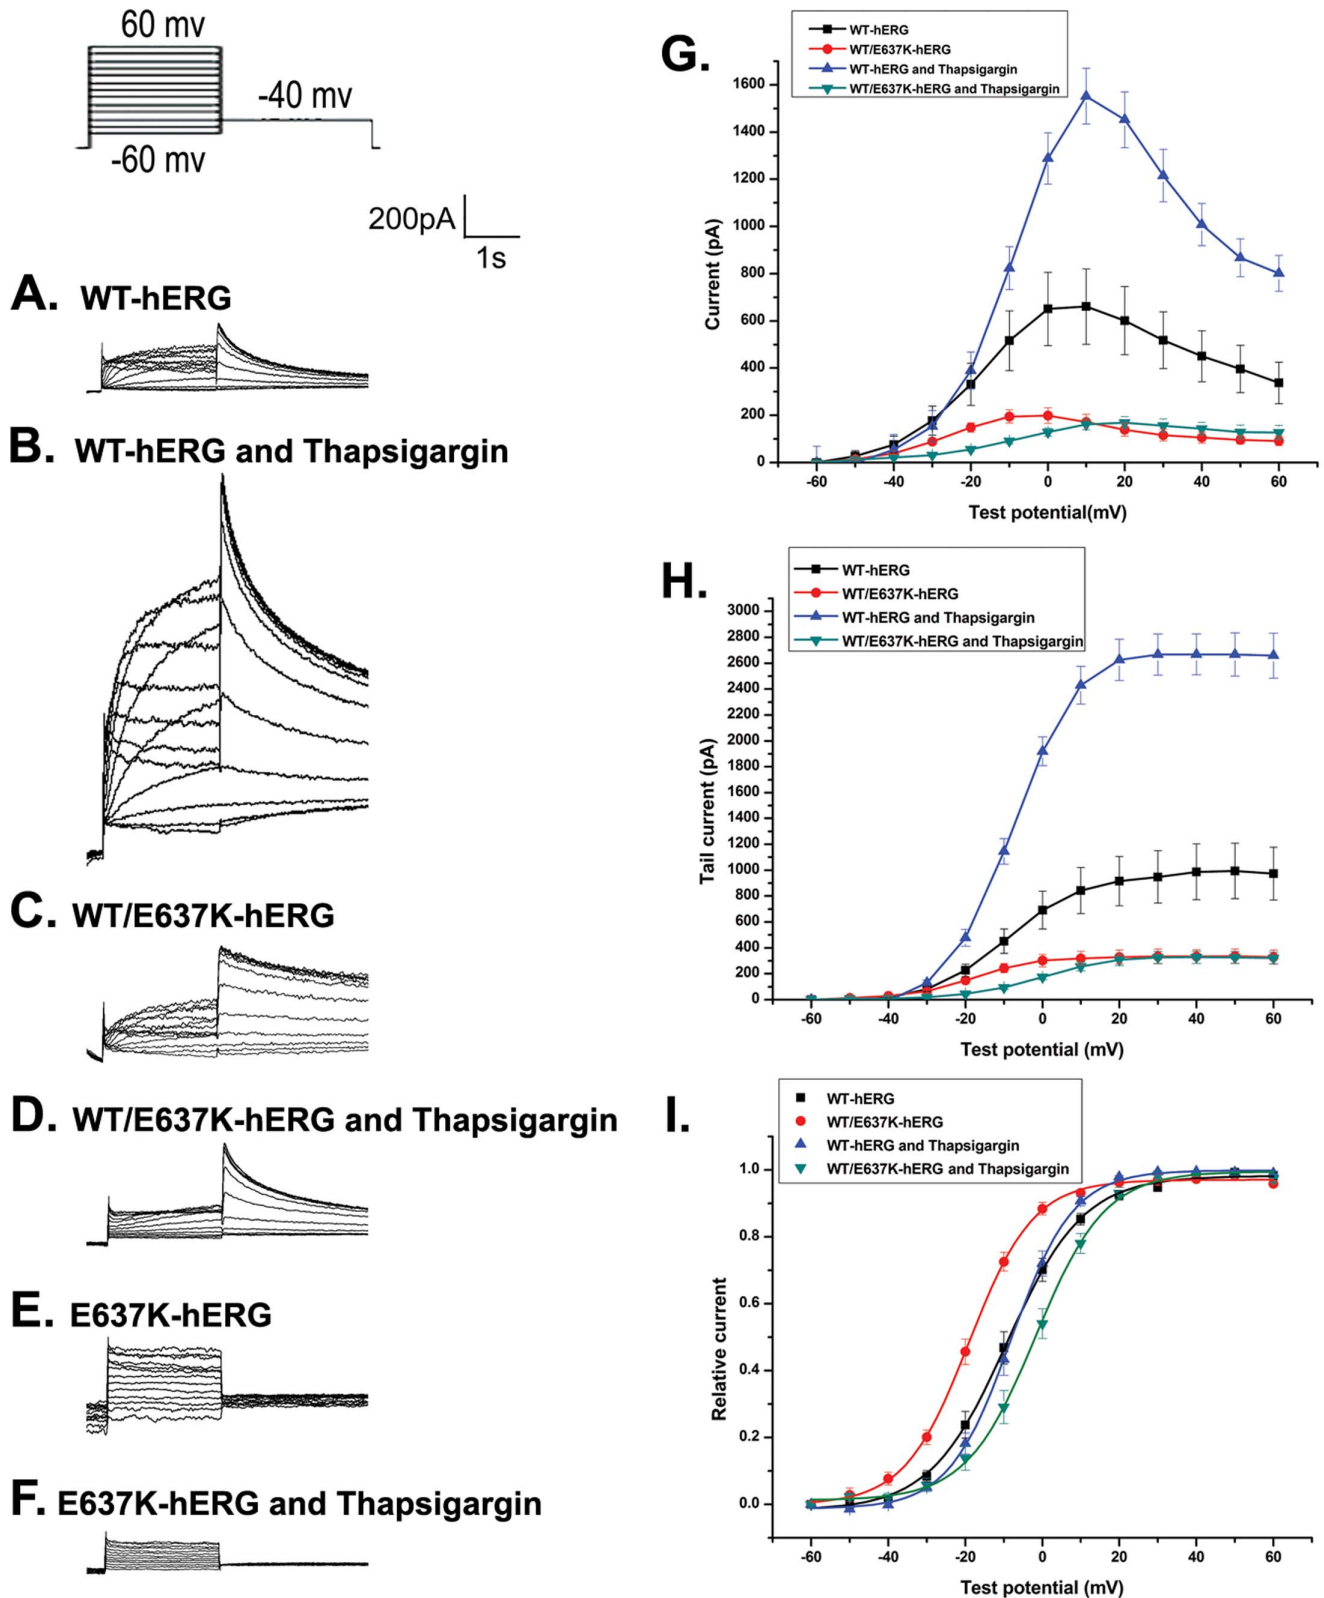 60 mv
-40 mv
-60 mv
200pA
1s
A. WT-hERG
B. WT-hERG and Thapsigargin
C. WT/E637K-hERG
D. WT/E637K-hERG and Thapsigargin
E. E637K-hERG
F. E637K-hERG and Thapsigargin
G.
WT-hERG
WT/E637K-hERG
WT-hERG and Thapsigargin
WT/E637K-hERG and Thapsigargin
1600
1400
1200
1000
800
600
400
200
0
Current (pA)
-60 -40 -20 0 20 40 60
Test potential(mV)
H.
WT-hERG
WT/E637K-hERG
WT-hERG and Thapsigargin
WT/E637K-hERG and Thapsigargin
3000
2800
2600
2400
2200
2000
1800
1600
1400
1200
1000
800
600
400
200
0
Tail current (pA)
-60 -40 -20 0 20 40 60
Test potential (mV)
I.
WT-hERG
WT/E637K-hERG
WT-hERG and Thapsigargin
WT/E637K-hERG and Thapsigargin
1.0
0.8
0.6
0.4
0.2
0.0
Relative current
-60 -40 -20 0 20 40 60
Test potential (mV)